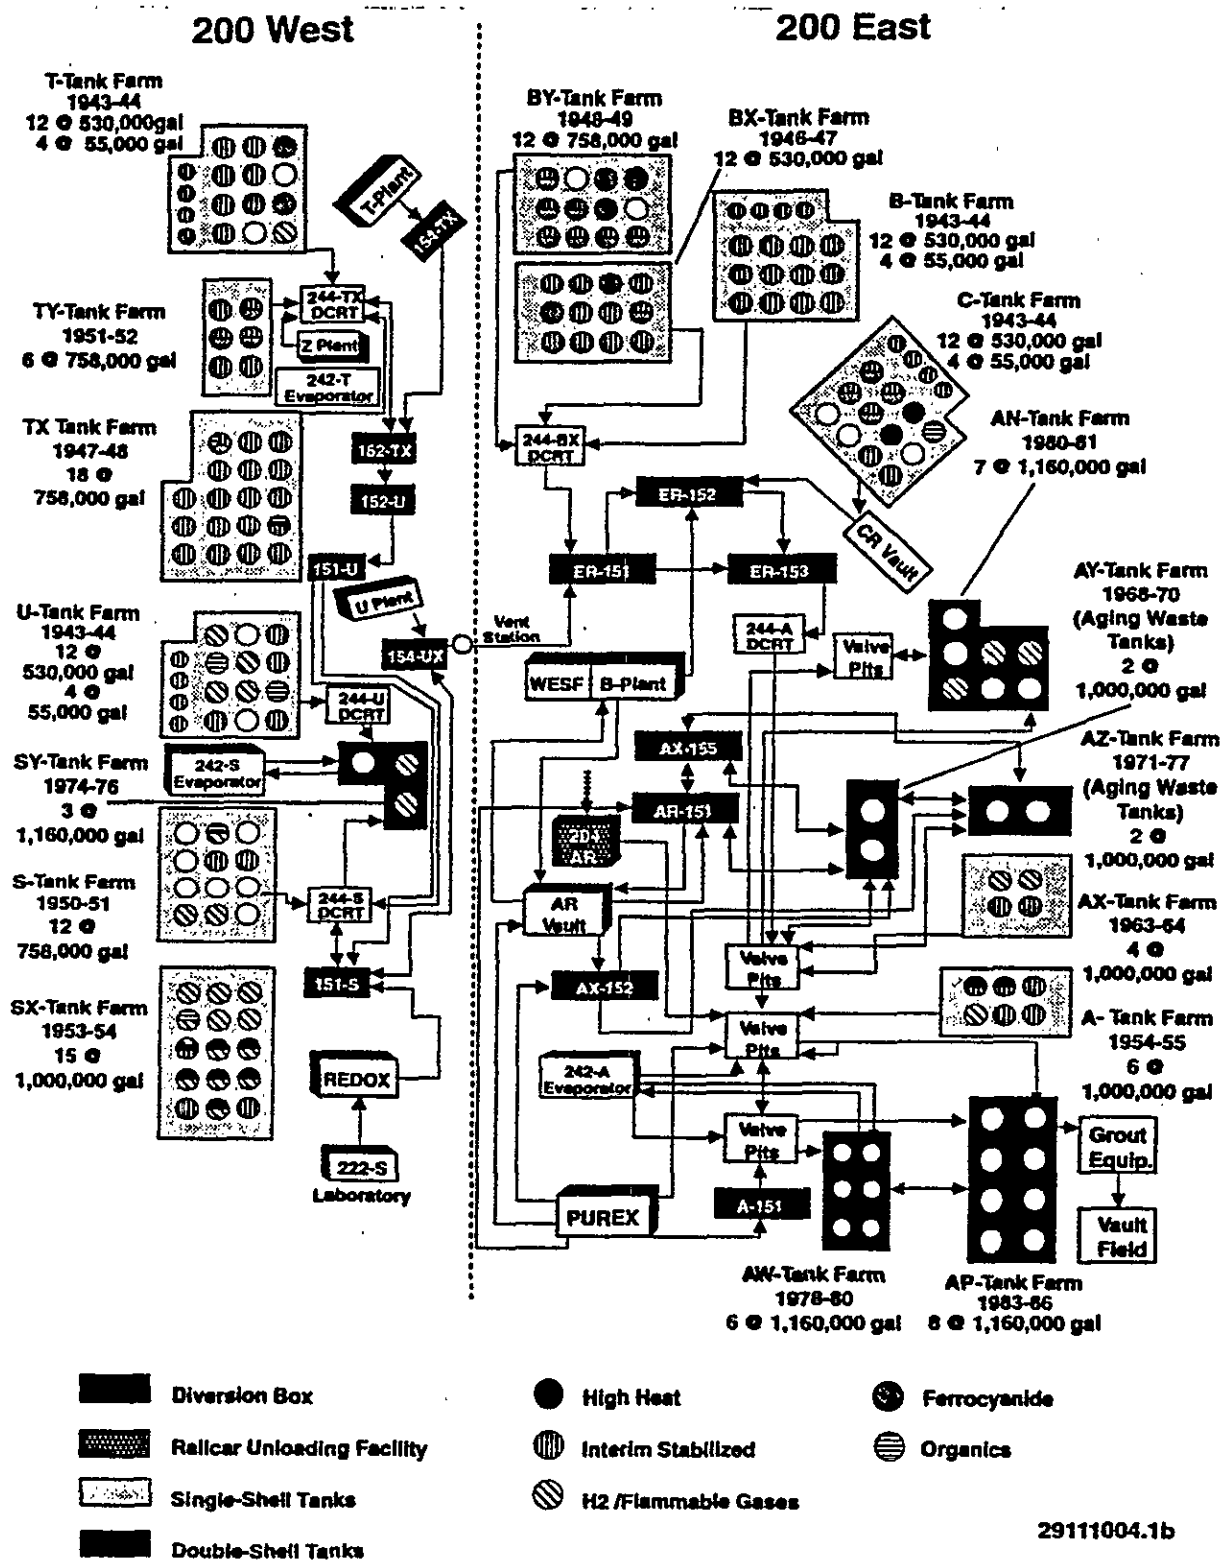 200 West
200 East
T-Tank Farm
1943-44
12 @ 530,000gal
4 @ 55,000 gal
T-Plant
154-TX
244-TX
DCRT
Z Plant
242-T
Evaporator
TY-Tank Farm
1951-52
6 @ 758,000 gal
TX Tank Farm
1947-48
18 @
758,000 gal
152-TX
152-U
151-U
U Plant
154-UX
Vent
Station
U-Tank Farm
1943-44
12 @
530,000 gal
4 @
55,000 gal
244-U
DCRT
242-S
Evaporator
SY-Tank Farm
1974-76
3 @
1,160,000 gal
S-Tank Farm
1950-51
12 @
758,000 gal
244-S
DCRT
151-S
SX-Tank Farm
1953-54
15 @
1,000,000 gal
REDOX
222-S
Laboratory
BY-Tank Farm
1948-49
12 @ 758,000 gal
BX-Tank Farm
1946-47
12 @ 530,000 gal
B-Tank Farm
1943-44
12 @ 530,000 gal
4 @ 55,000 gal
C-Tank Farm
1943-44
12 @ 530,000 gal
4 @ 55,000 gal
AN-Tank Farm
1980-81
7 @ 1,160,000 gal
244-BX
DCRT
ER-152
ER-151
ER-153
CR Vault
244-A
DCRT
Valve
Pits
AY-Tank Farm
1968-70
(Aging Waste
Tanks)
2 @
1,000,000 gal
WESF
B-Plant
AX-155
AR-151
204
AR
AZ-Tank Farm
1971-77
(Aging Waste
Tanks)
2 @
1,000,000 gal
AR
Vault
AX-152
Valve
Pits
AX-Tank Farm
1963-64
4 @
1,000,000 gal
Valve
Pits
A- Tank Farm
1954-55
6 @
1,000,000 gal
242-A
Evaporator
Valve
Pits
A-151
PUREX
Grout
Equip.
Vault
Field
AW-Tank Farm
1978-80
6 @ 1,160,000 gal
AP-Tank Farm
1983-86
8 @ 1,160,000 gal
Diversion Box
Railcar Unloading Facility
Single-Shell Tanks
Double-Shell Tanks
High Heat
Interim Stabilized
H2 /Flammable Gases
Ferrocyanide
Organics
29111004.1b